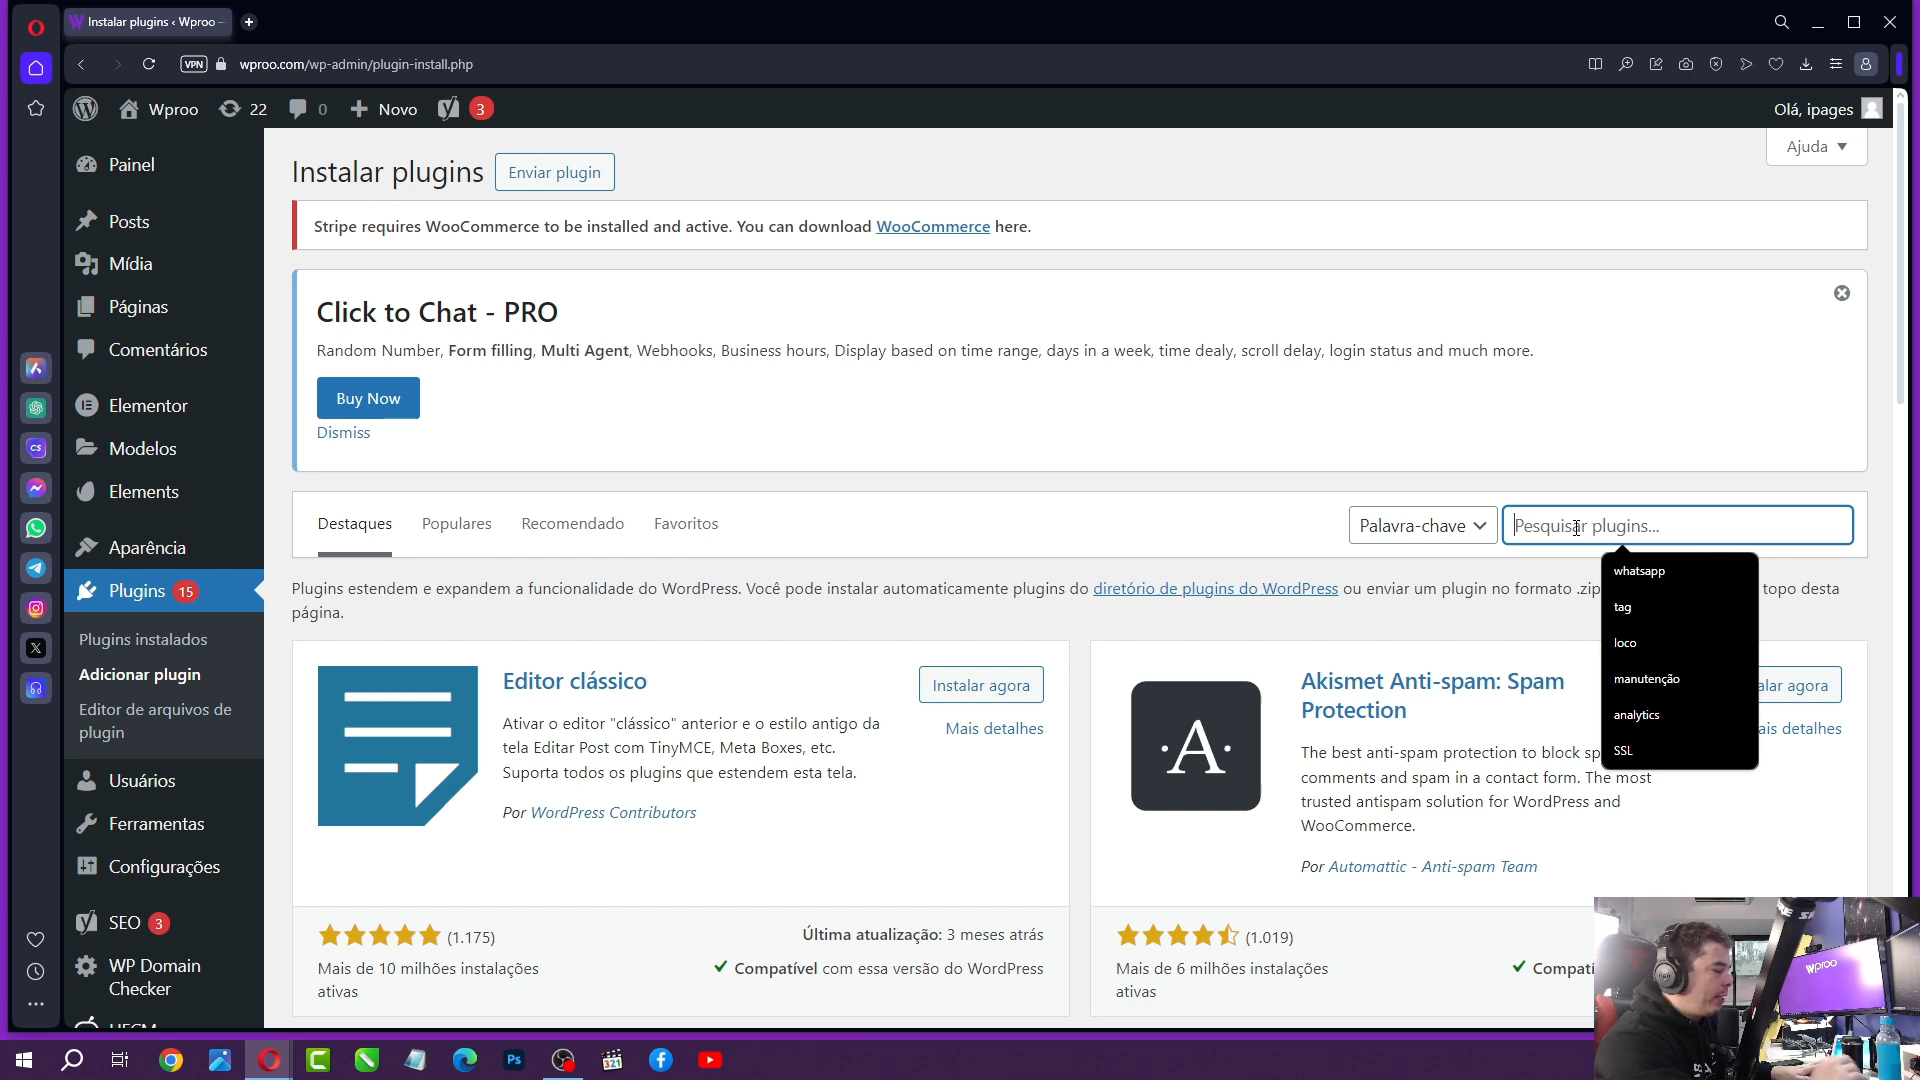 Instalar plugins ‹ Wproo —
VPN
wproo.com/wp-admin/plugin-install.php
Wproo
22
0
Novo
3
Olá, ipages
Ajuda
Painel
Posts
Mídia
Páginas
Comentários
Elementor
Modelos
Elements
Aparência
Plugins 15
Plugins instalados
Adicionar plugin
Editor de arquivos de
plugin
Usuários
Ferramentas
Configurações
SEO 3
WP Domain
Checker
Instalar plugins
Enviar plugin
Stripe requires WooCommerce to be installed and active. You can download WooCommerce here.
Click to Chat - PRO
Random Number, Form filling, Multi Agent, Webhooks, Business hours, Display based on time range, days in a week, time dealy, scroll delay, login status and much more.
Buy Now
Dismiss
Destaques
Populares
Recomendado
Favoritos
Palavra-chave
Pesquisar plugins...
whatsapp
tag
loco
manutenção
analytics
SSL
Plugins estendem e expandem a funcionalidade do WordPress. Você pode instalar automaticamente plugins do diretório de plugins do WordPress ou enviar um plugin no formato .zip topo desta
página.
Editor clássico
Instalar agora
Mais detalhes
Ativar o editor "clássico" anterior e o estilo antigo da
tela Editar Post com TinyMCE, Meta Boxes, etc.
Suporta todos os plugins que estendem esta tela.
Por WordPress Contributors
(1.175)
Mais de 10 milhões instalações
ativas
Última atualização: 3 meses atrás
Compatível com essa versão do WordPress
·A·
Akismet Anti-spam: Spam
Protection
alar agora
ais detalhes
The best anti-spam protection to block sp
comments and spam in a contact form. The most
trusted antispam solution for WordPress and
WooCommerce.
Por Automattic - Anti-spam Team
(1.019)
Mais de 6 milhões instalações
ativas
Compatí
CS
Ps
321
wproo